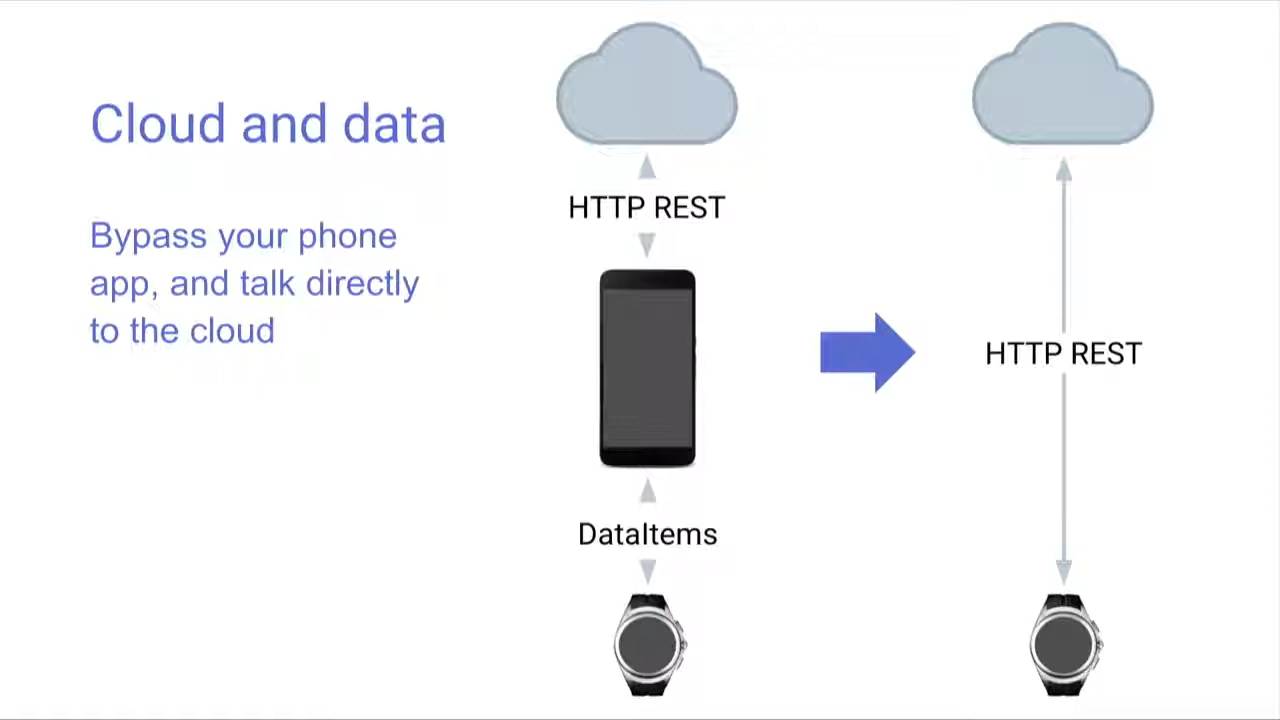 Cloud and data
Bypass your phone
app, and talk directly
to the cloud
HTTP REST
DataItems
HTTP REST